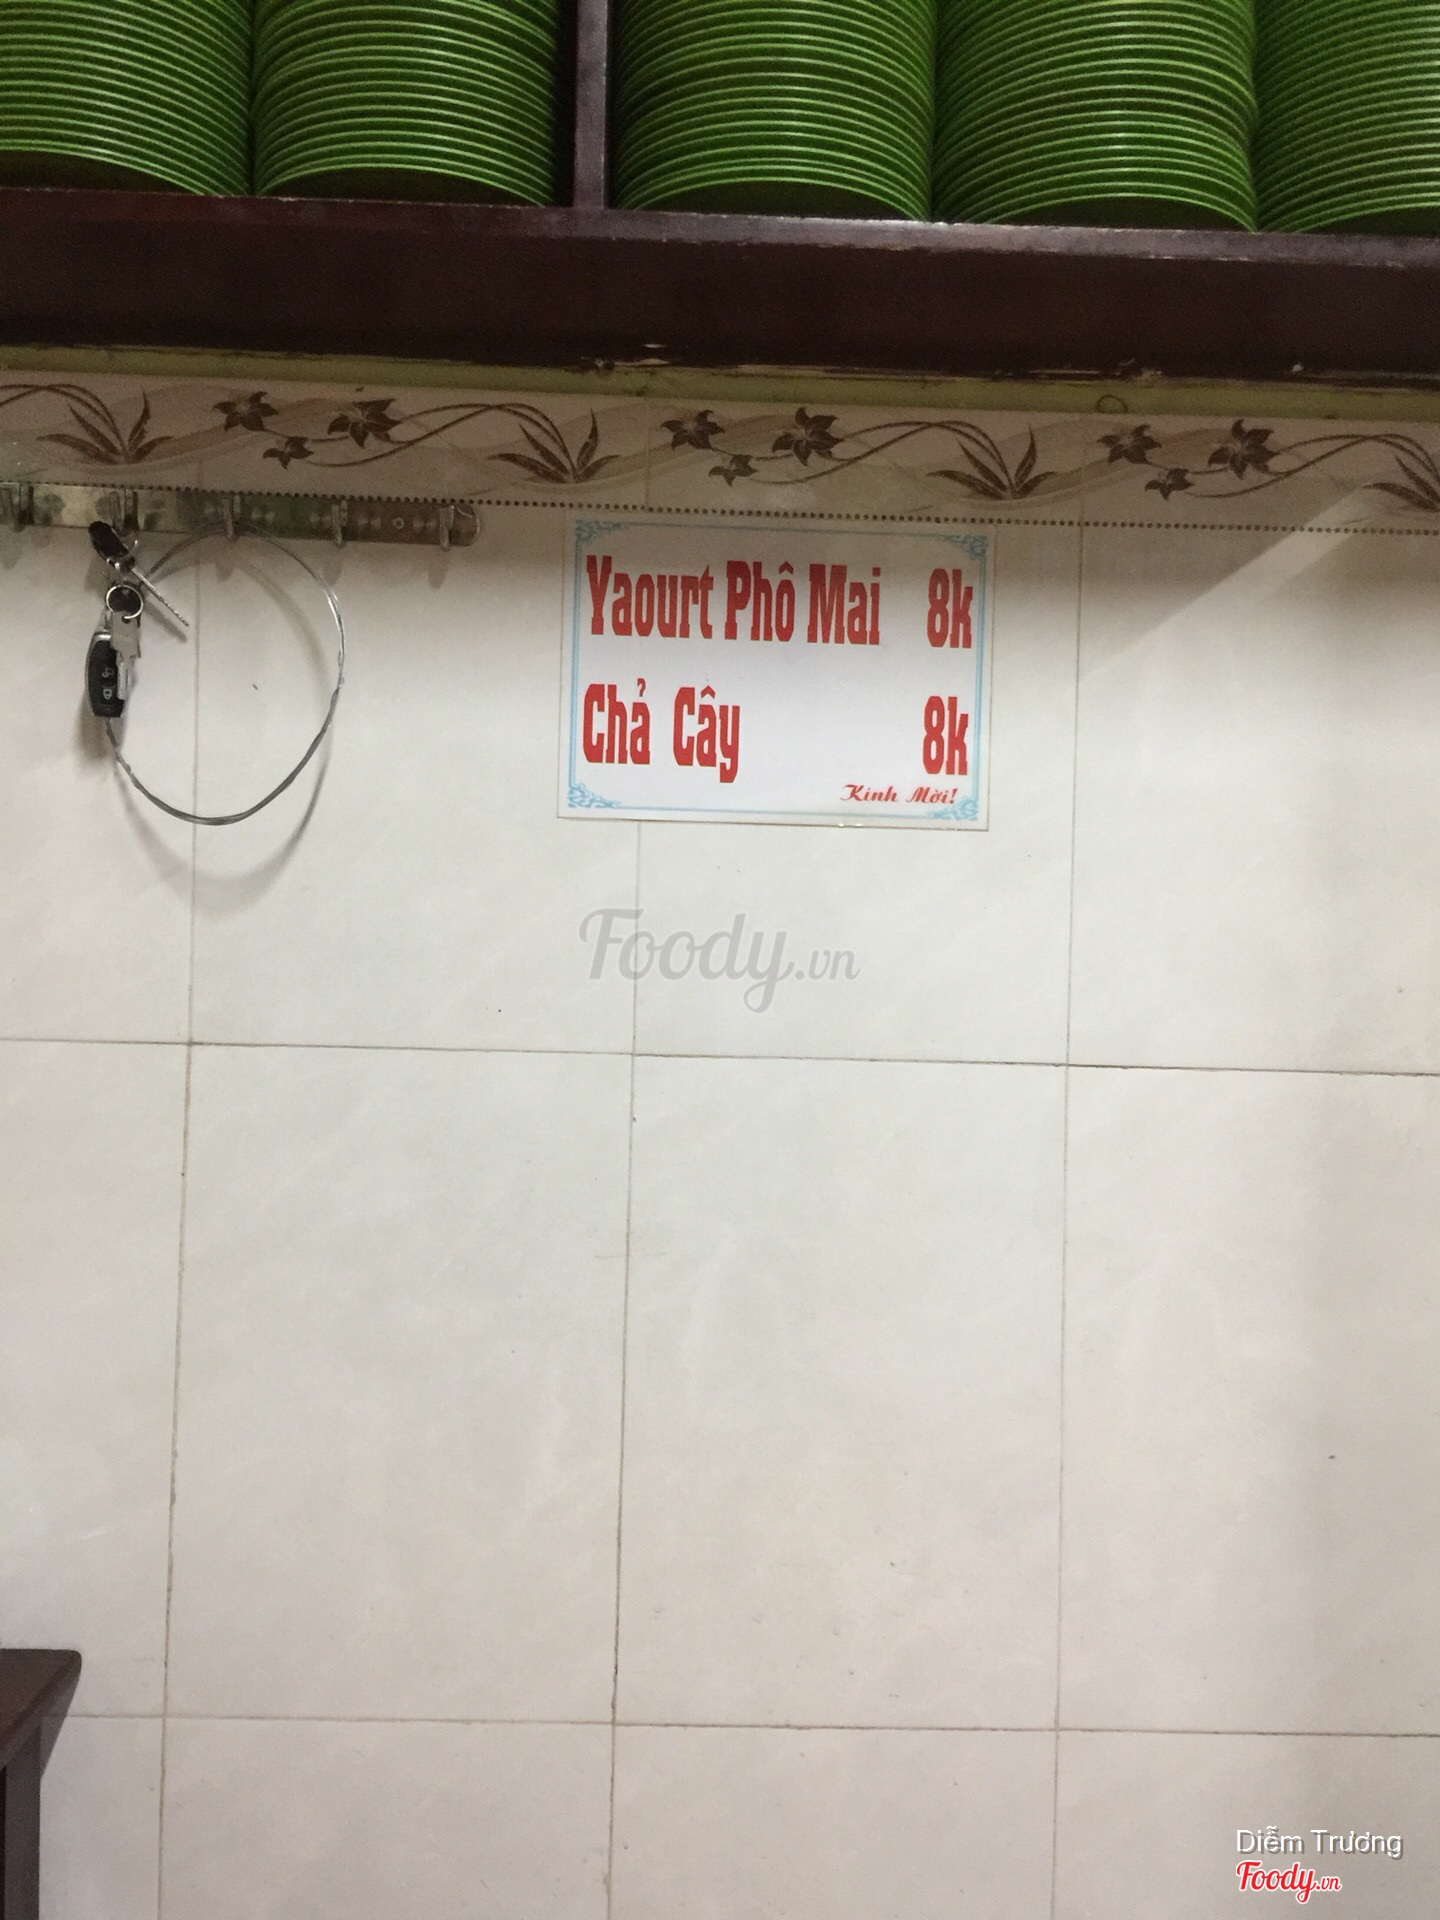 Yaourt Phô Mai 8k
Chả Cây 8k
Kính Mời!
Foody.vn
Diễm Trương
Foody.vn